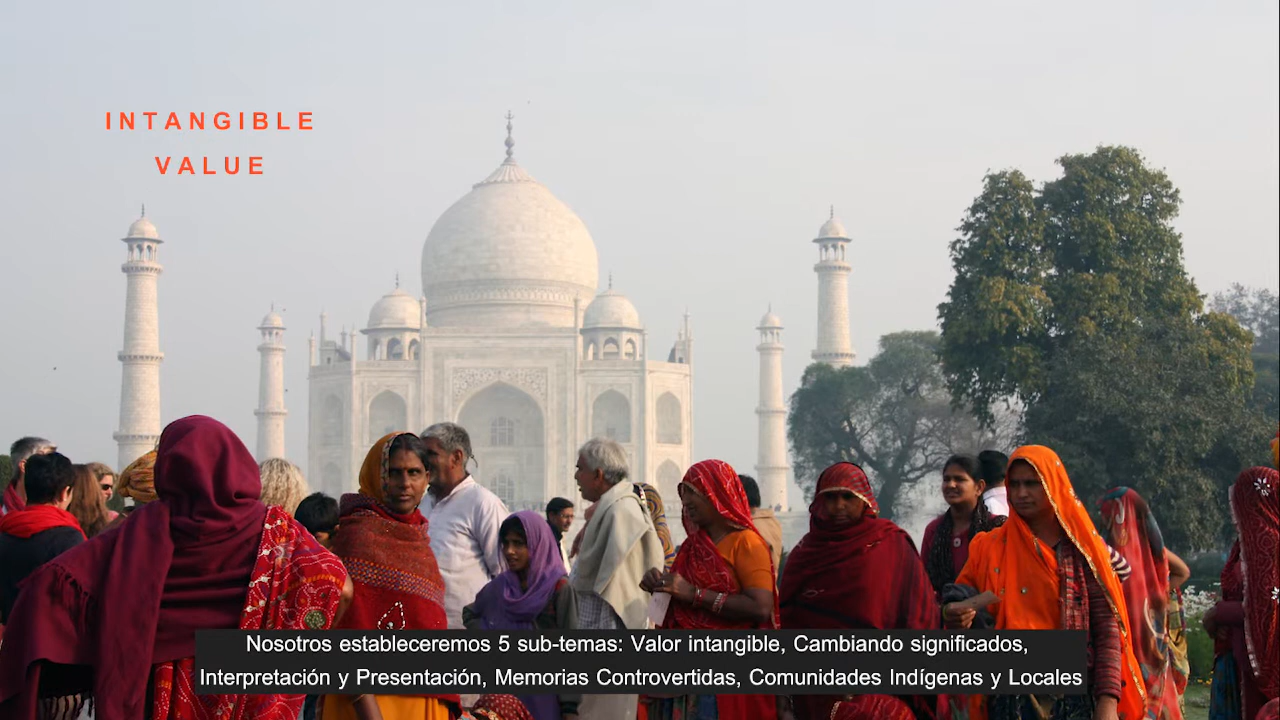 INTANGIBLE
VALUE
Nosotros estableceremos 5 sub-temas: Valor intangible, Cambiando significados,
Interpretación y Presentación, Memorias Controvertidas, Comunidades Indígenas y Locales